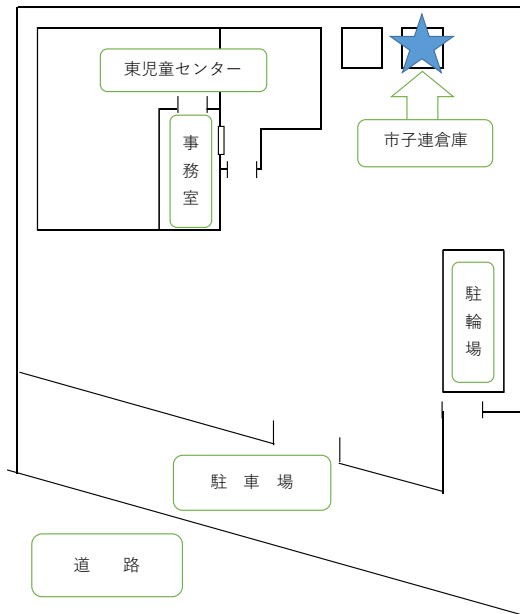 東児童センター
市子連倉庫
事務室
駐輪場
駐　車　場
道　　路